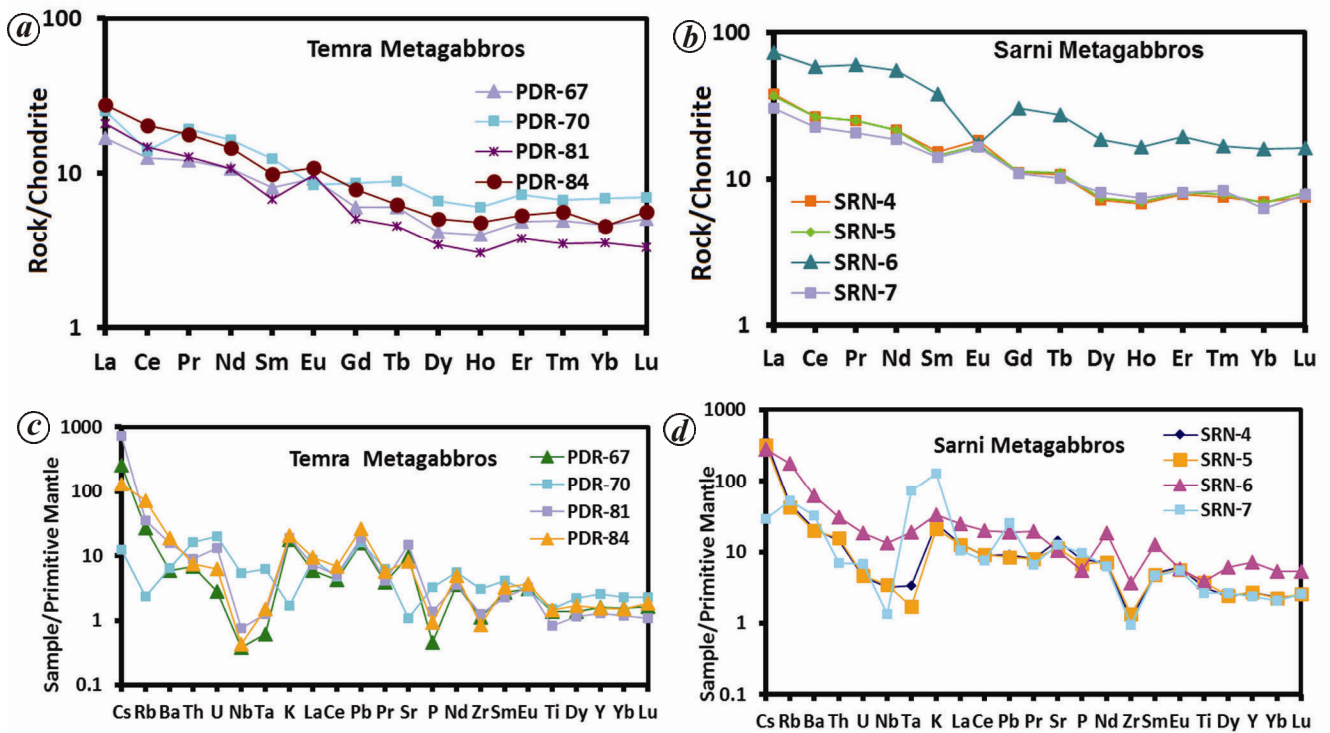 a
Temra Metagabbros
Rock/Chondrite
100
10
1
PDR-67
PDR-70
PDR-81
PDR-84
La Ce Pr Nd Sm Eu Gd Tb Dy Ho Er Tm Yb Lu
b
Sarni Metagabbros
Rock/Chondrite
100
10
1
SRN-4
SRN-5
SRN-6
SRN-7
La Ce Pr Nd Sm Eu Gd Tb Dy Ho Er Tm Yb Lu
c
Temra Metagabbros
Sample/Primitive Mantle
1000
100
10
1
0.1
PDR-67
PDR-70
PDR-81
PDR-84
Cs Rb Ba Th U Nb Ta K La Ce Pb Pr Sr P Nd Zr Sm Eu Ti Dy Y Yb Lu
d
Sarni Metagabbros
Sample/Primitive Mantle
1000
100
10
1
0.1
SRN-4
SRN-5
SRN-6
SRN-7
Cs Rb Ba Th U Nb Ta K La Ce Pb Pr Sr P Nd Zr Sm Eu Ti Dy Y Yb Lu